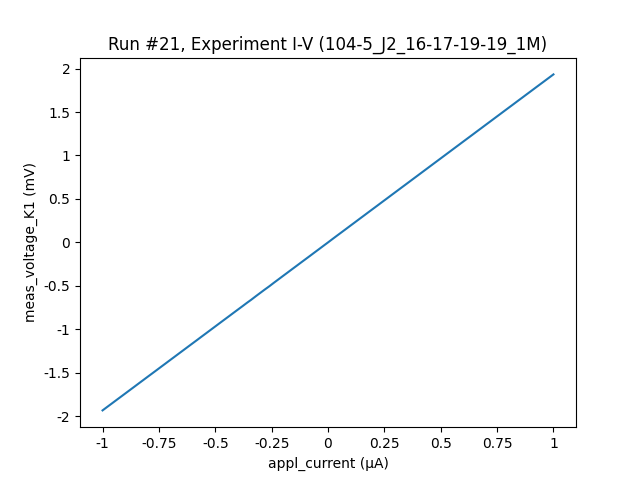 Run #21, Experiment I-V (104-5_J2_16-17-19-19_1M)
2
1.5
1
0.5
0
-0.5
-1
-1.5
-2
meas_voltage_K1 (mV)
-1 -0.75 -0.5 -0.25 0 0.25 0.5 0.75 1
appl_current (μA)